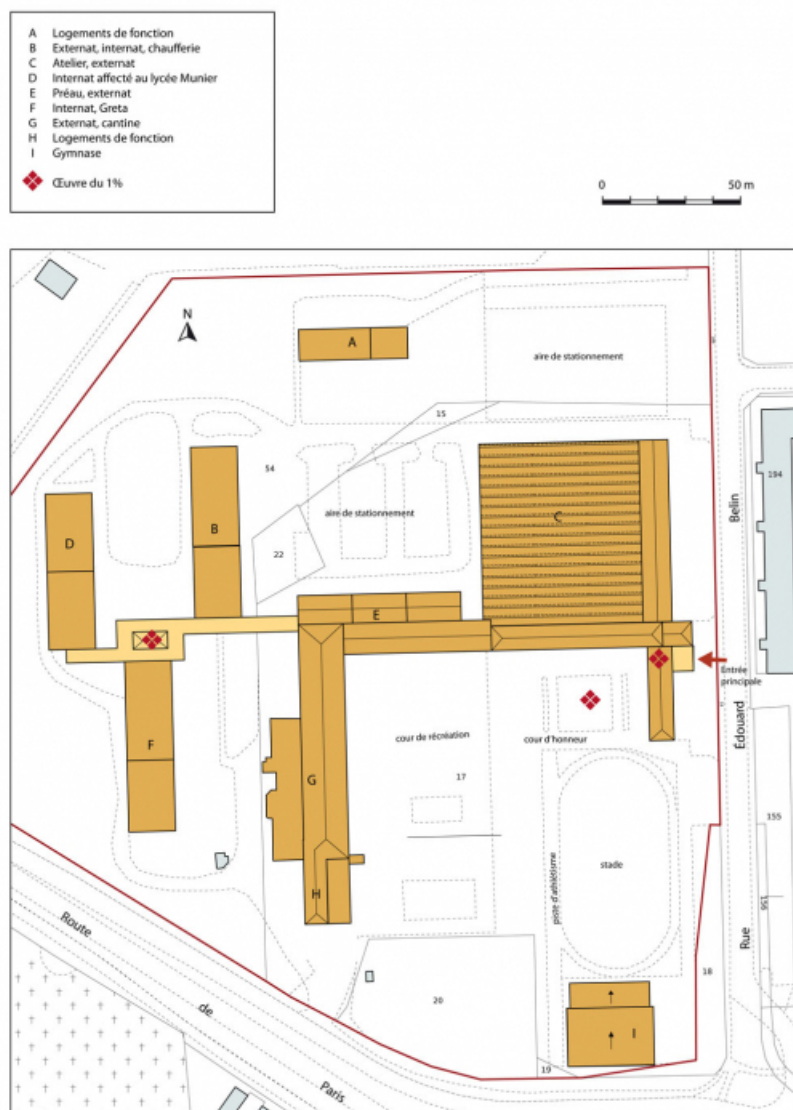 A Logements de fonction
B Externat, internat, chaufferie
C Atelier, externat
D Internat affecté au lycée Munier
E Préau, externat
F Internat, Greta
G Externat, cantine
H Logements de fonction
I Gymnase
Œuvre du 1%
0 50 m
N
A
aire de stationnement
15
54
194
C
B
aire de stationnement
Belin
D
22
E
Entrée
principale
Édouard
cour de récréation
cour d'honneur
F
G
17
155
stade
piste d'athlétisme
H
156
Route
Rue
18
20
de
I
19
Paris